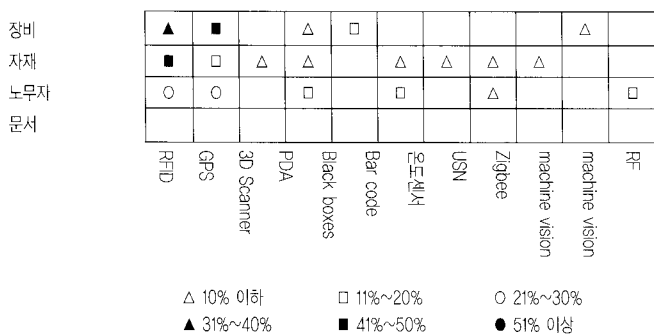 장비 ▲ ■ △ □ △
자재 ■ □ △ △ △ △ △ △
노무자 ○ ○ □ □ △ □
문서
RFID
GPS
3D Scanner
PDA
Black boxes
Bar code
온도센서
USN
Zigbee
machine vision
machine vision
RF
△ 10% 이하 □ 11%~20% ○ 21%~30%
▲ 31%~40% ■ 41%~50% ● 51% 이상